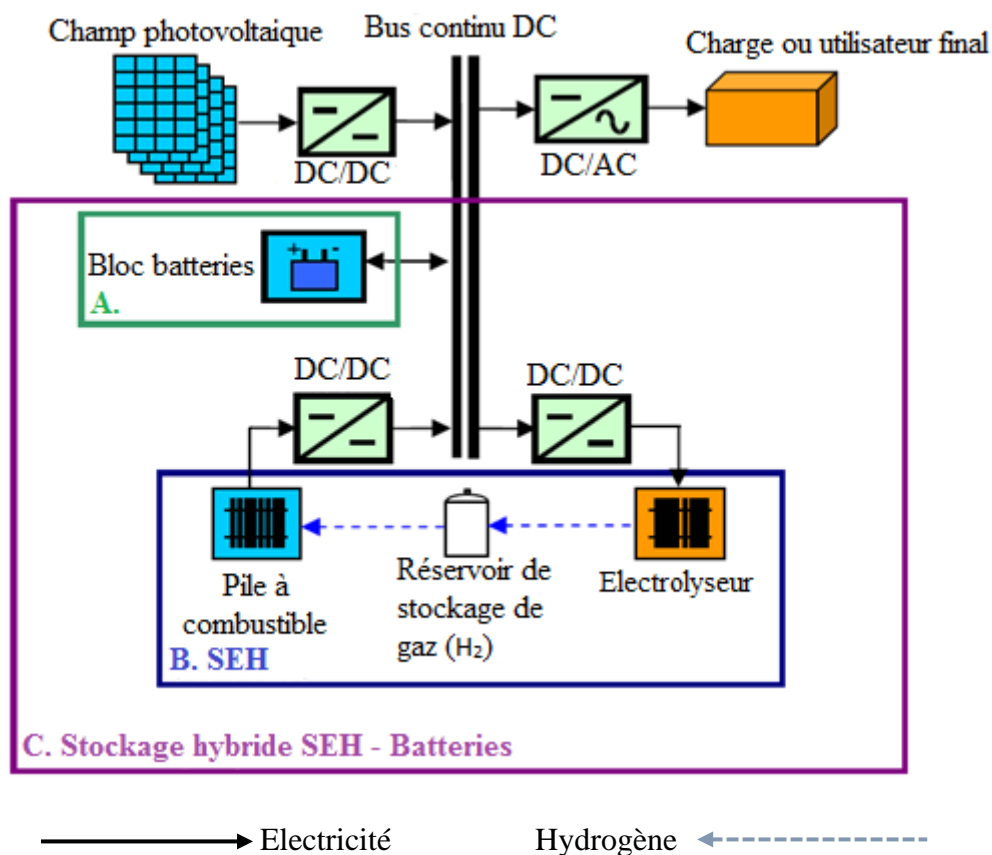 Champ photovoltaique
Bus continu DC
Charge ou utilisateur final
DC/DC
DC/AC
Bloc batteries
+ -
A.
DC/DC
DC/DC
Pile à
combustible
Réservoir de
stockage de
gaz (H₂)
Electrolyseur
B. SEH
C. Stockage hybride SEH - Batteries
Electricité
Hydrogène